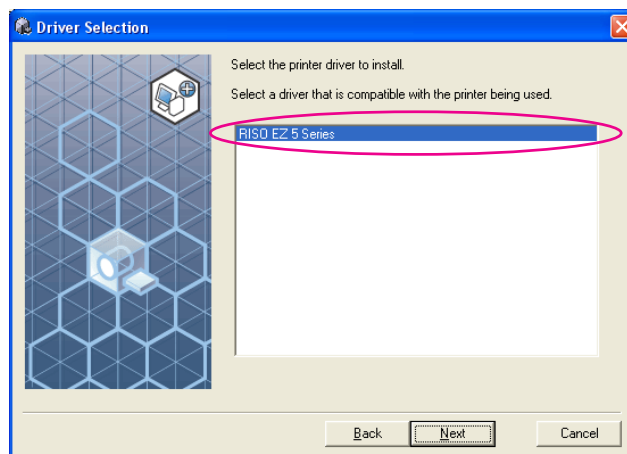 Driver Selection
Select the printer driver to install.
Select a driver that is compatible with the printer being used.
RISO EZ 5 Series
Back Next Cancel